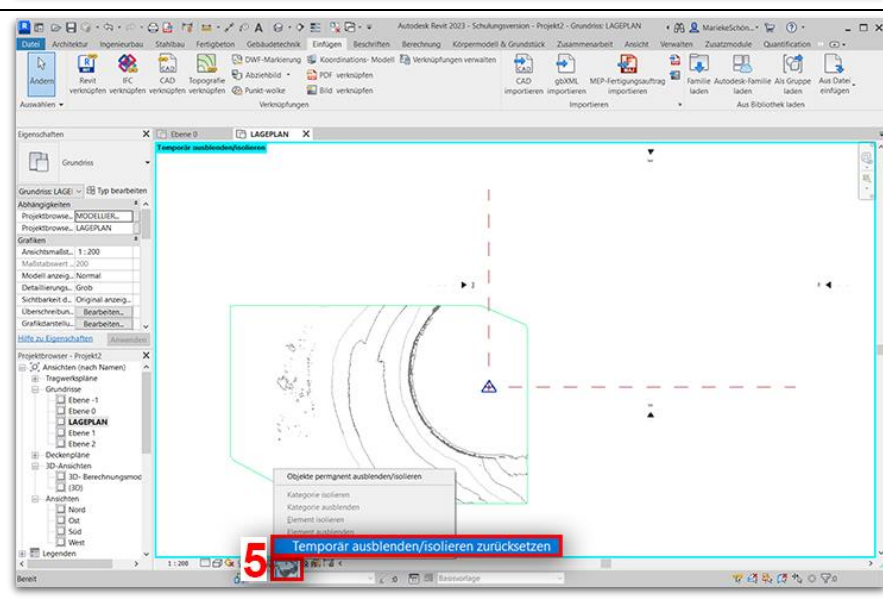 Autodesk Revit 2023 - Schulungsversion - Projekt2 - Grundriss: LAGEPLAN
MariekeSchön...
Datei Architektur Ingenieurbau Stahlbau Fertigbeton Gebäudetechnik Einfügen Beschriften Berechnung Körpermodell & Grundstück Zusammenarbeit Ansicht Verwalten Zusatzmodule Quantification
Ändern
Revit verknüpfen
IFC verknüpfen
CAD verknüpfen
Topografie verknüpfen
DWF-Markierung
Abziehbild
Punkt-wolke
Koordinations- Modell
PDF verknüpfen
Bild verknüpfen
Verknüpfungen verwalten
CAD importieren
gbXML importieren
MEP-Fertigungsauftrag importieren
Familie laden
Autodesk-Familie laden
Als Gruppe laden
Aus Datei einfügen
Auswählen
Verknüpfungen
Importieren
Aus Bibliothek laden
Eigenschaften X
Ebene 0
LAGEPLAN X
Temporär ausblenden/isolieren
Grundriss
Grundriss: LAGE!
Typ bearbeiten
Abhängigkeiten
Projektbrowse... MODELLIER...
Projektbrowse... LAGEPLAN
Grafiken
Ansichtsmaßst... 1 : 200
Maßstabswert ... 200
Modell anzeig... Normal
Detaillierungs... Grob
Sichtbarkeit d... Original anzeig...
Überschreibun... Bearbeiten...
Grafikdarstellu... Bearbeiten...
Hilfe zu Eigenschaften Anwenden
Projektbrowser - Projekt2 X
Ansichten (nach Namen)
Tragwerkspläne
Grundrisse
Ebene -1
Ebene 0
LAGEPLAN
Ebene 1
Ebene 2
Deckenpläne
3D-Ansichten
3D- Berechnungsmod
{3D}
Ansichten
Nord
Ost
Süd
West
Legenden
Objekte permanent ausblenden/isolieren
Kategorie isolieren
Kategorie ausblenden
Element isolieren
Element ausblenden
Temporär ausblenden/isolieren zurücksetzen
5
1 : 200
Bereit
:0
Basisvorlage
:0